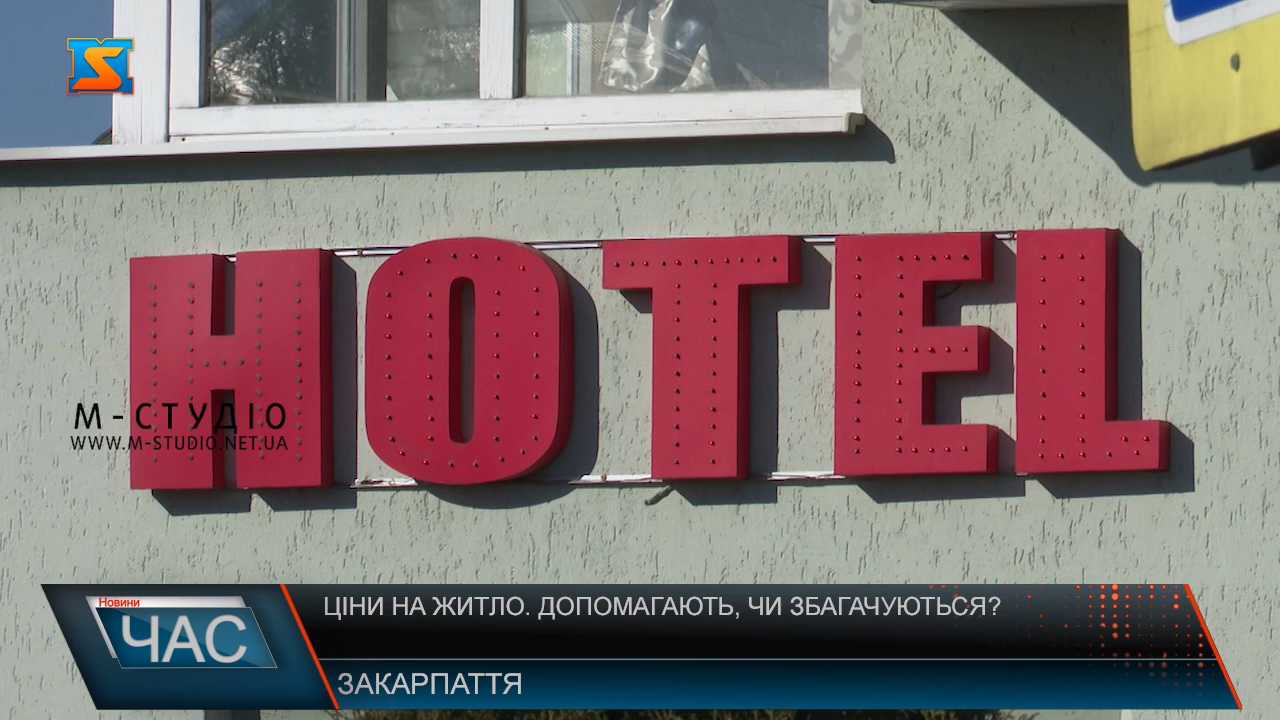 HOTEL
М-СТУДІО
WWW.M-STUDIO.NET.UA
Новини
ЧАС
ЦІНИ НА ЖИТЛО. ДОПОМАГАЮТЬ, ЧИ ЗБАГАЧУЮТЬСЯ?
ЗАКАРПАТТЯ